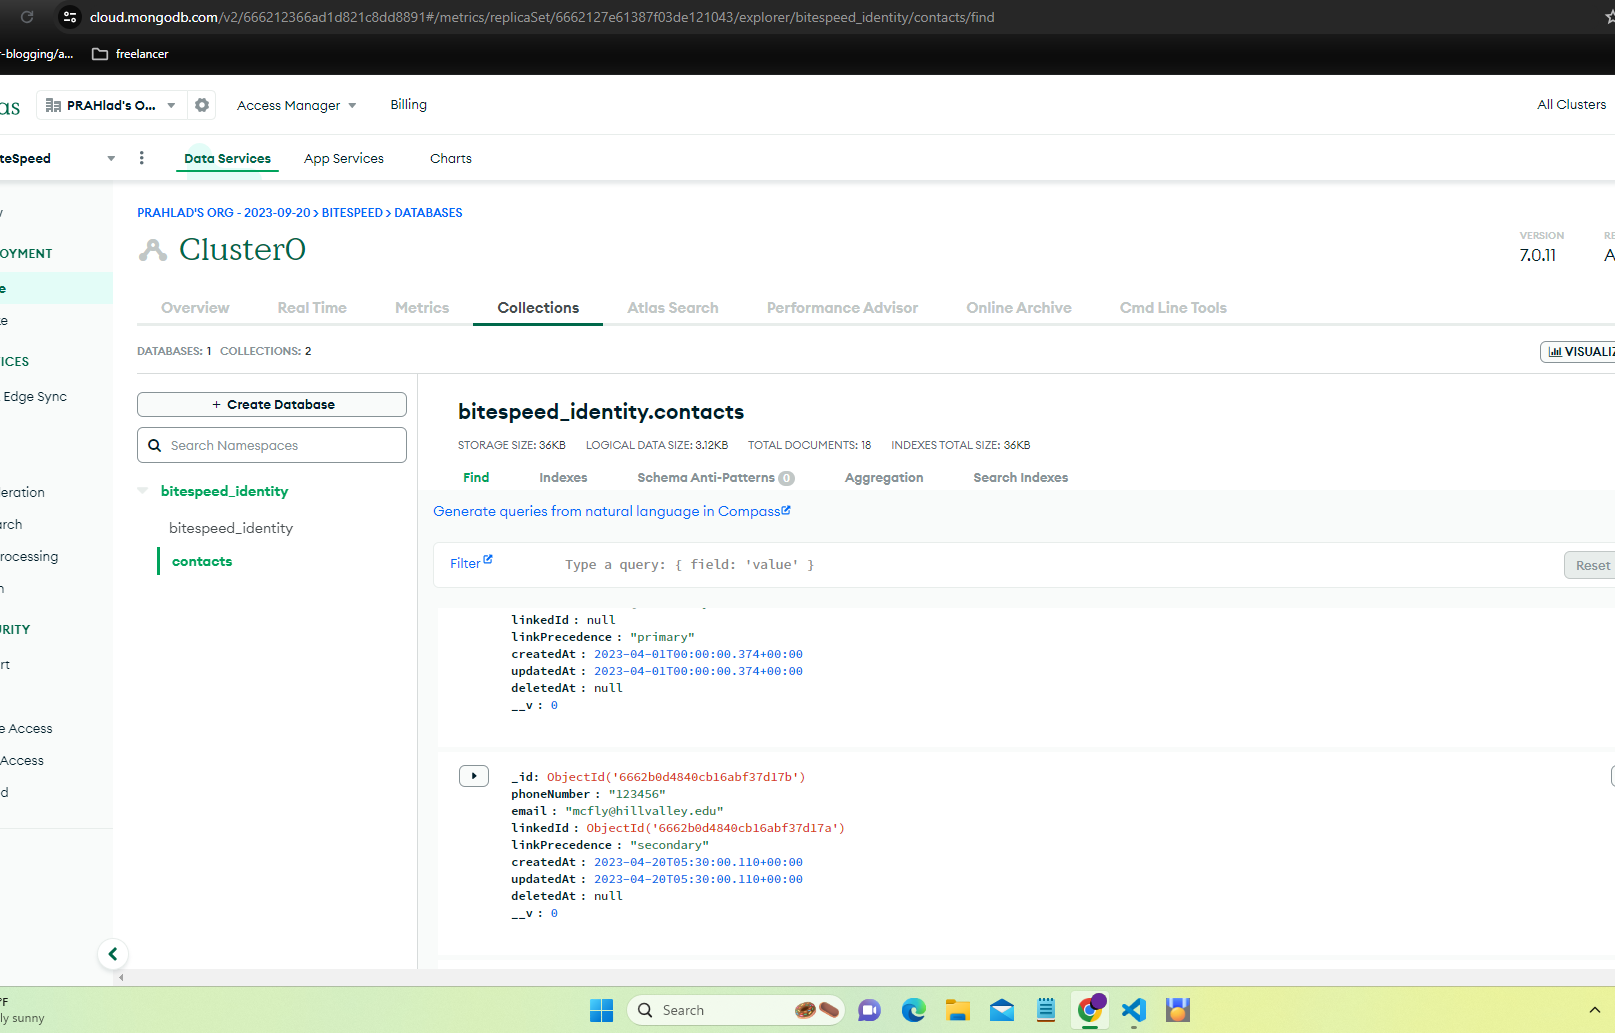 cloud.mongodb.com/v2/666212366ad1d821c8dd8891#/metrics/replicaSet/6662127e61387f03de121043/explorer/bitespeed_identity/contacts/find
r-blogging/a... freelancer
as PRAHlad's O... Access Manager Billing All Clusters
teSpeed Data Services App Services Charts
y
OYMENT
e
e
ICES
Edge Sync
eration
arch
rocessing
n
RITY
rt
e Access
Access
d
PRAHLAD'S ORG - 2023-09-20 > BITESPEED > DATABASES
Cluster0
VERSION RE
7.0.11 A
Overview Real Time Metrics Collections Atlas Search Performance Advisor Online Archive Cmd Line Tools
DATABASES: 1 COLLECTIONS: 2
VISUALIZ
+ Create Database
Search Namespaces
bitespeed_identity
bitespeed_identity
contacts
bitespeed_identity.contacts
STORAGE SIZE: 36KB LOGICAL DATA SIZE: 3.12KB TOTAL DOCUMENTS: 18 INDEXES TOTAL SIZE: 36KB
Find Indexes Schema Anti-Patterns 0 Aggregation Search Indexes
Generate queries from natural language in Compass
Filter Type a query: { field: 'value' } Reset
linkedId : null
linkPrecedence : "primary"
createdAt : 2023-04-01T00:00:00.374+00:00
updatedAt : 2023-04-01T00:00:00.374+00:00
deletedAt : null
__v : 0
_id: ObjectId('6662b0d4840cb16abf37d17b')
phoneNumber : "123456"
email : "mcfly@hillvalley.edu"
linkedId : ObjectId('6662b0d4840cb16abf37d17a')
linkPrecedence : "secondary"
createdAt : 2023-04-20T05:30:00.110+00:00
updatedAt : 2023-04-20T05:30:00.110+00:00
deletedAt : null
__v : 0
°F
ly sunny
Search